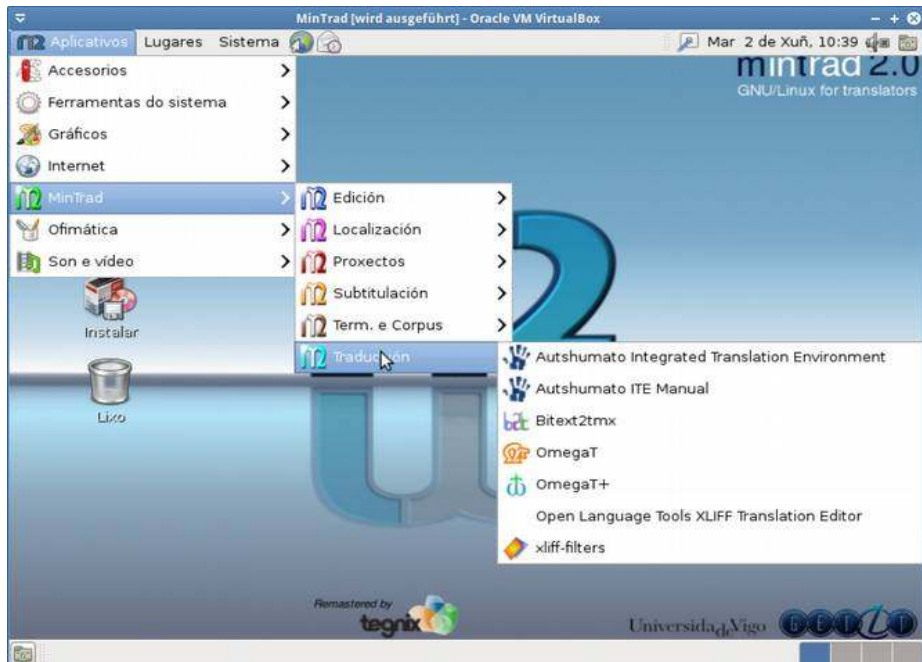 MinTrad [wird ausgeführt] - Oracle VM VirtualBox
Aplicativos Lugares Sistema Mar 2 de Xuñ, 10:39
mintrad 2.0
GNU/Linux for translators
Accesorios
Ferramentas do sistema
Gráficos
Internet
MinTrad
Ofimática
Son e vídeo
Edición
Localización
Proxectos
Subtitulación
Term. e Corpus
Traducción
Autshumato Integrated Translation Environment
Autshumato ITE Manual
Bitext2tmx
OmegaT
OmegaT+
Open Language Tools XLIFF Translation Editor
xliff-filters
Instalar
Lixo
Remastered by
tegnix
UniversidadeVigo GETLT